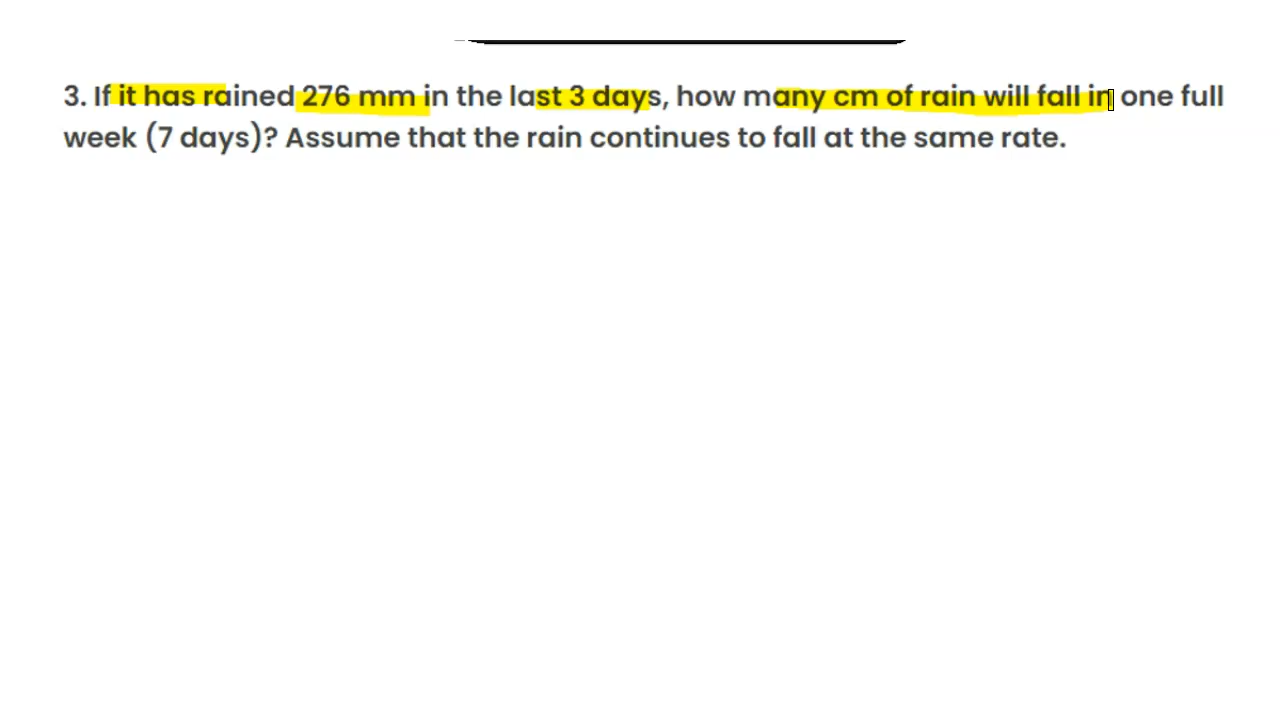 3. If it has rained 276 mm in the last 3 days, how many cm of rain will fall in one full
week (7 days)? Assume that the rain continues to fall at the same rate.